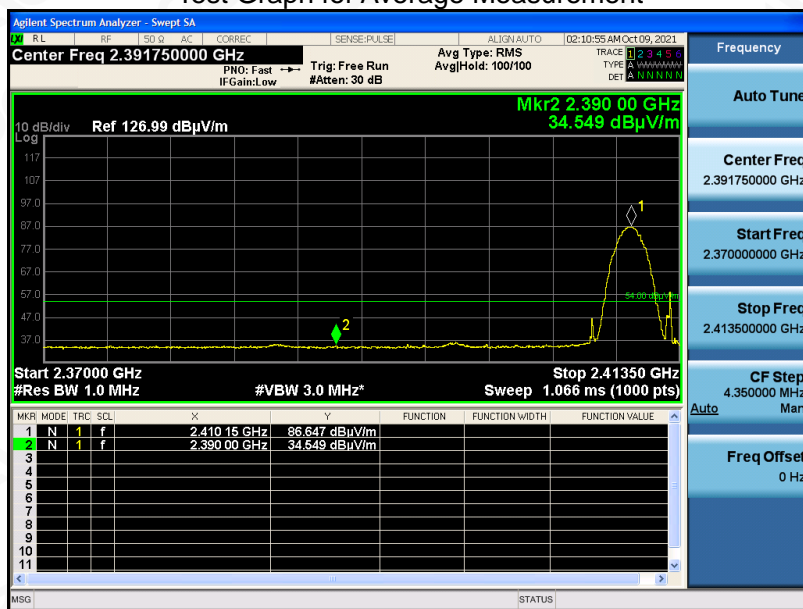 Test Graph for Average Measurement
Agilent Spectrum Analyzer - Swept SA
LXI RL RF 50 Ω AC CORREC SENSE:PULSE ALIGN AUTO 02:10:55 AM Oct 09, 2021
Center Freq 2.391750000 GHz
PNO: Fast
IFGain:Low
Trig: Free Run
#Atten: 30 dB
Avg Type: RMS
Avg|Hold: 100/100
TRACE 1 2 3 4 5 6
TYPE A WWWWW
DET A N N N N N
Mkr2 2.390 00 GHz
34.549 dBµV/m
10 dB/div Ref 126.99 dBµV/m
Log
117
107
97.0
87.0
77.0
67.0
57.0
47.0
37.0
1
2
54.00 dBµV/m
Start 2.37000 GHz
Stop 2.41350 GHz
#Res BW 1.0 MHz
#VBW 3.0 MHz*
Sweep 1.066 ms (1000 pts)
MKR MODE TRC SCL X Y FUNCTION FUNCTION WIDTH FUNCTION VALUE
1 N 1 f 2.410 15 GHz 86.647 dBµV/m
2 N 1 f 2.390 00 GHz 34.549 dBµV/m
3
4
5
6
7
8
9
10
11
MSG
STATUS
Frequency
Auto Tune
Center Freq
2.391750000 GHz
Start Freq
2.370000000 GHz
Stop Freq
2.413500000 GHz
CF Step
4.350000 MHz
Auto Man
Freq Offset
0 Hz